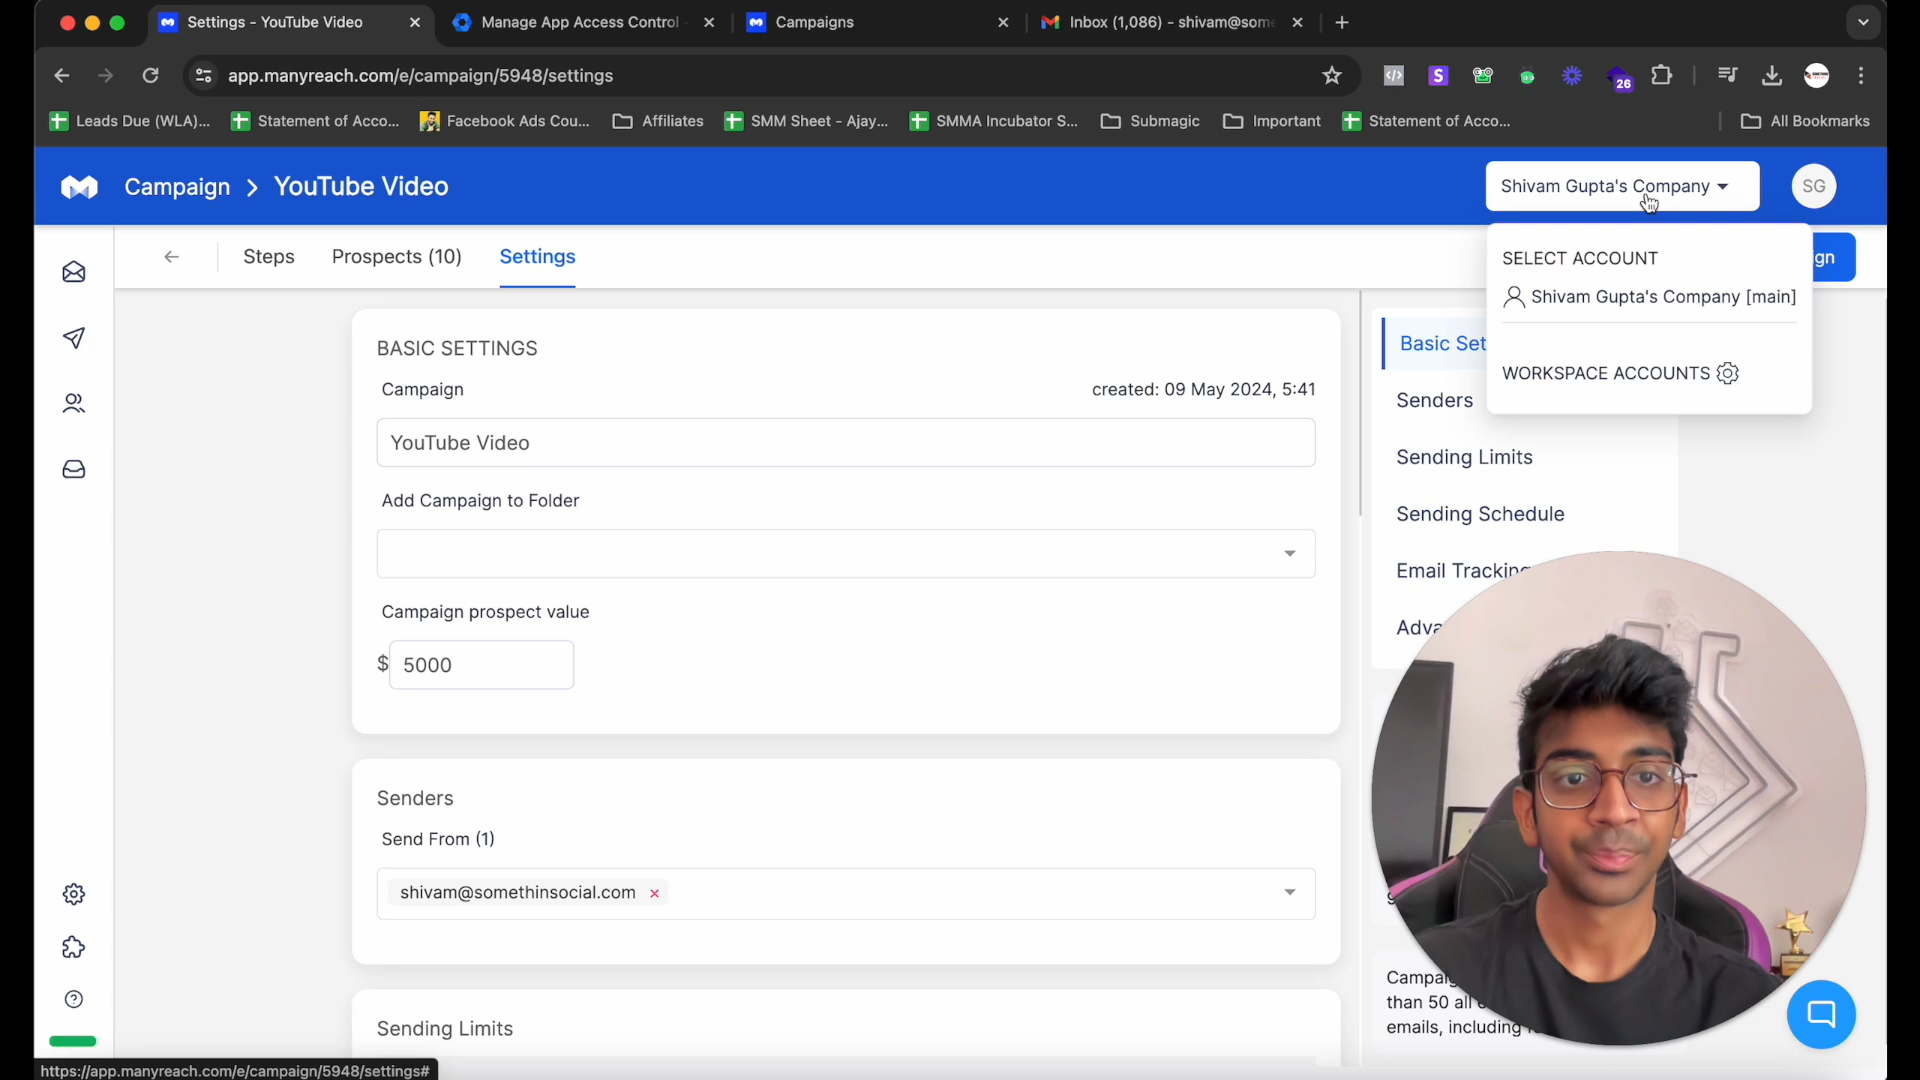 Settings - YouTube Video
Manage App Access Control
Campaigns
Inbox (1,086) - shivam@som
app.manyreach.com/e/campaign/5948/settings
S
26
Leads Due (WLA)...
Statement of Acco...
Facebook Ads Cou...
Affiliates
SMM Sheet - Ajay...
SMMA Incubator S...
Submagic
Important
Statement of Acco...
All Bookmarks
Campaign > YouTube Video
Shivam Gupta's Company
SG
Steps
Prospects (10)
Settings
gn
SELECT ACCOUNT
Shivam Gupta's Company [main]
WORKSPACE ACCOUNTS
BASIC SETTINGS
Campaign
created: 09 May 2024, 5:41
YouTube Video
Add Campaign to Folder
Campaign prospect value
$ 5000
Senders
Send From (1)
shivam@somethinsocial.com ×
Sending Limits
Basic Set
Senders
Sending Limits
Sending Schedule
Email Tracking
Adva
Campaig
than 50 all
emails, including
https://app.manyreach.com/e/campaign/5948/settings#